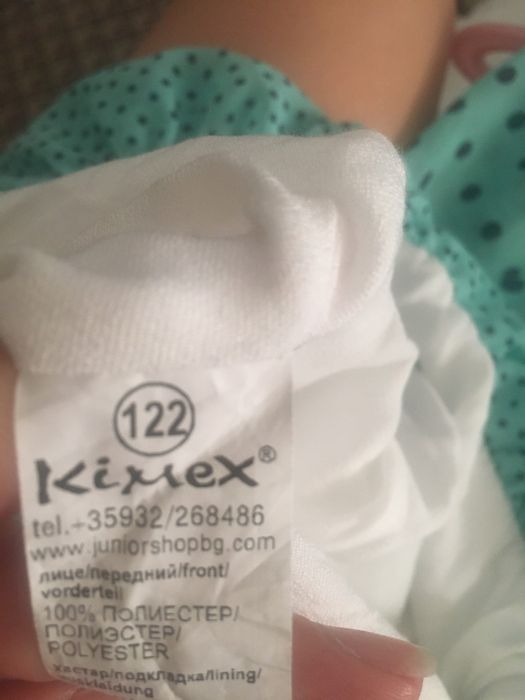 122
Kimex®
tel.+35932/268486
www.juniorshopbg.com
лице/передний/front/
vorderteil
100% ПОЛИЕСТЕР/
ПОЛИЭСТЕР/
POLYESTER
хастар/подкладка/lining/